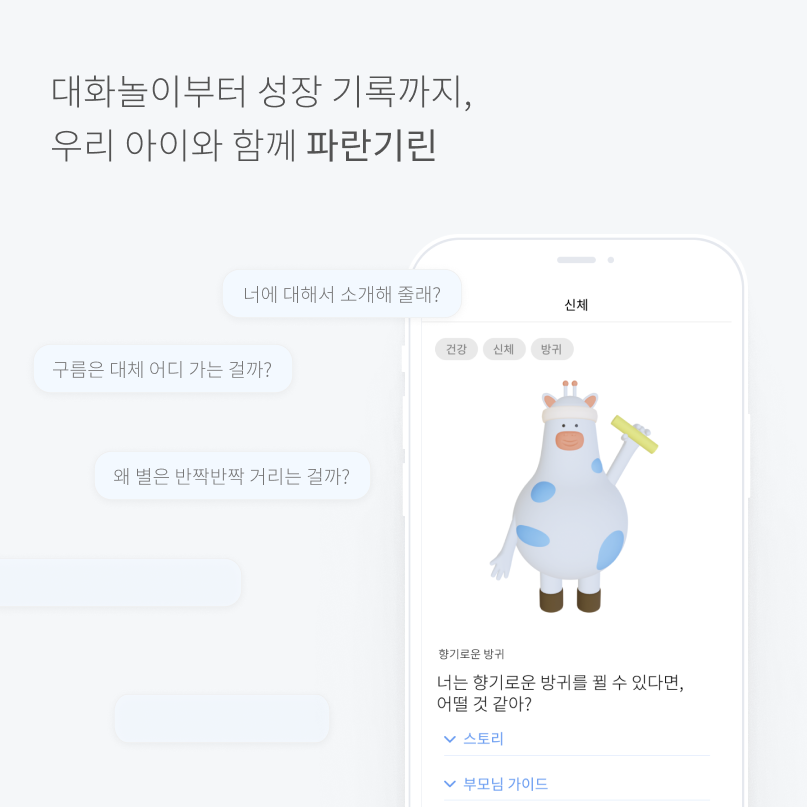 대화놀이부터 성장 기록까지,
우리 아이와 함께 파란기린
너에 대해서 소개해 줄래?
구름은 대체 어디 가는 걸까?
왜 별은 반짝반짝 거리는 걸까?
신체
건강 신체 방귀
향기로운 방귀
너는 향기로운 방귀를 뀔 수 있다면,
어떨 것 같아?
스토리
부모님 가이드